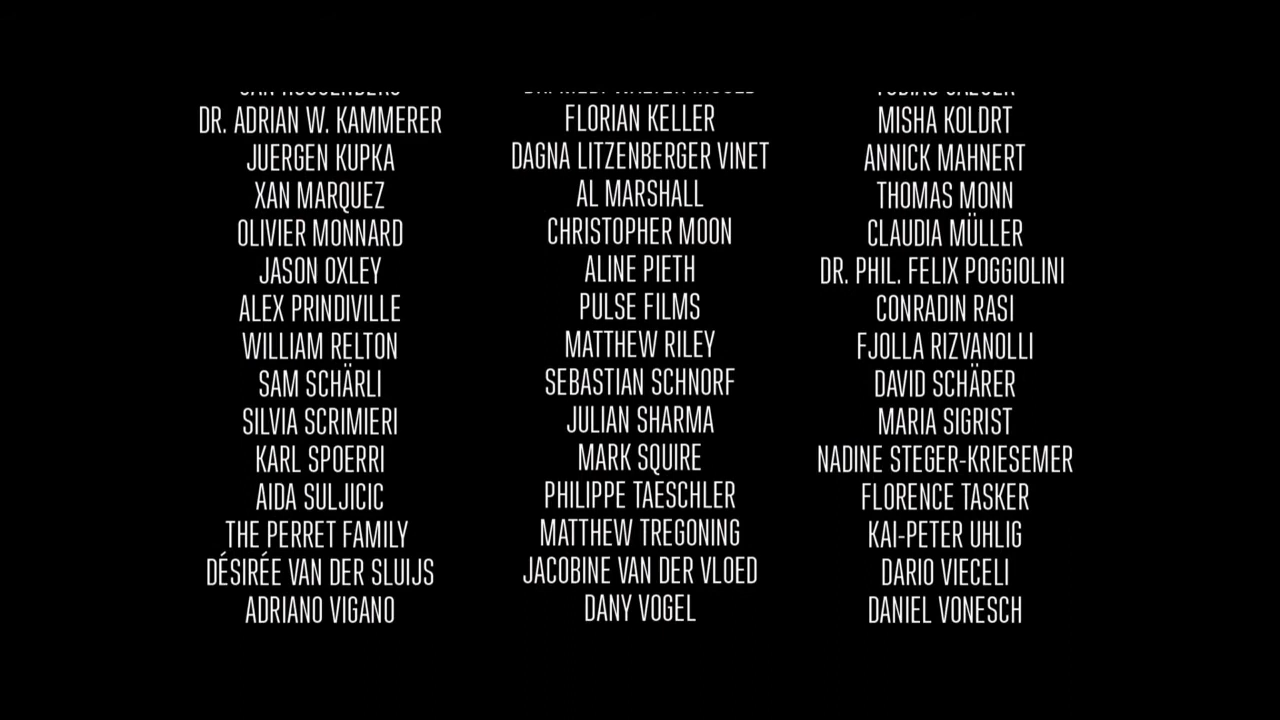 DR. ADRIAN W. KAMMERER
JUERGEN KUPKA
XAN MARQUEZ
OLIVIER MONNARD
JASON OXLEY
ALEX PRINDIVILLE
WILLIAM RELTON
SAM SCHÄRLI
SILVIA SCRIMIERI
KARL SPOERRI
AIDA SULJICIC
THE PERRET FAMILY
DÉSIRÉE VAN DER SLUIJS
ADRIANO VIGANO
FLORIAN KELLER
DAGNA LITZENBERGER VINET
AL MARSHALL
CHRISTOPHER MOON
ALINE PIETH
PULSE FILMS
MATTHEW RILEY
SEBASTIAN SCHNORF
JULIAN SHARMA
MARK SQUIRE
PHILIPPE TAESCHLER
MATTHEW TREGONING
JACOBINE VAN DER VLOED
DANY VOGEL
MISHA KOLDRT
ANNICK MAHNERT
THOMAS MONN
CLAUDIA MÜLLER
DR. PHIL. FELIX POGGIOLINI
CONRADIN RASI
FJOLLA RIZVANOLLI
DAVID SCHÄRER
MARIA SIGRIST
NADINE STEGER-KRIESEMER
FLORENCE TASKER
KAI-PETER UHLIG
DARIO VIECELI
DANIEL VONESCH